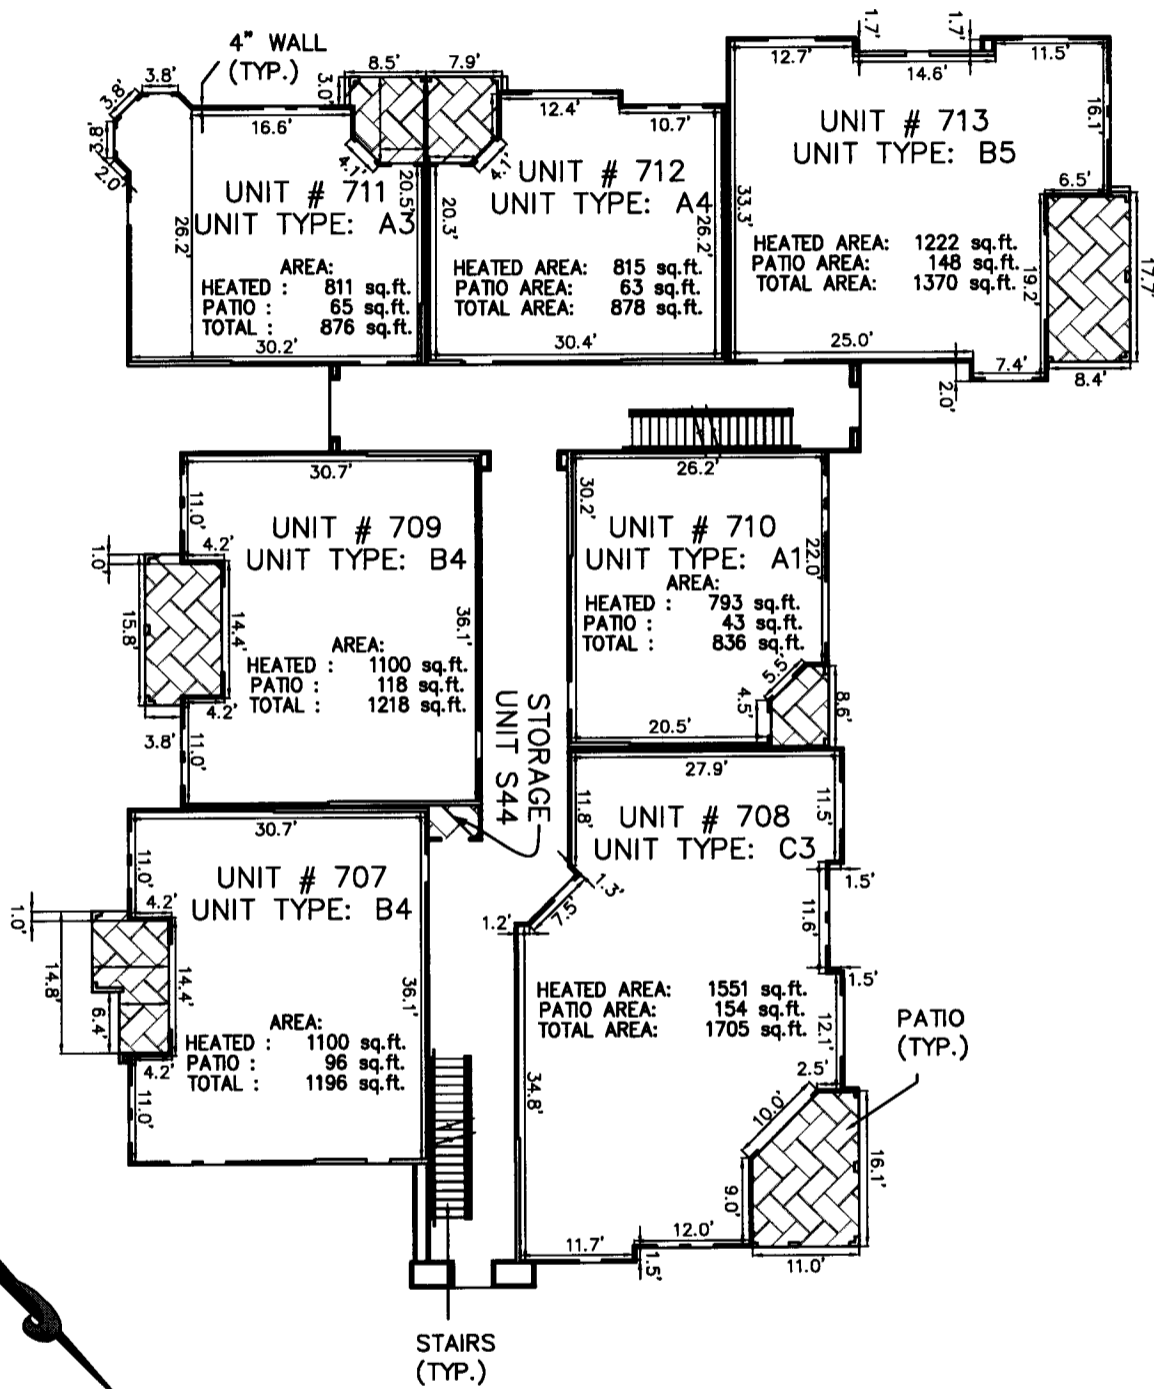 4" WALL
(TYP.)
3.8'
3.8'
3.8'
2.0'
16.6'
3.0'
8.5'
7.9'
4.1'
4.1'
12.4'
10.7'
26.2'
20.5'
UNIT # 711
UNIT TYPE: A3
AREA:
HEATED : 811 sq.ft.
PATIO : 65 sq.ft.
TOTAL : 876 sq.ft.
30.2'
UNIT # 712
UNIT TYPE: A4
20.3'
26.2'
HEATED AREA: 815 sq.ft.
PATIO AREA: 63 sq.ft.
TOTAL AREA: 878 sq.ft.
30.4'
12.7'
1.7'
14.6'
1.7'
11.5'
16.1'
UNIT # 713
UNIT TYPE: B5
33.3'
6.5'
HEATED AREA: 1222 sq.ft.
PATIO AREA: 148 sq.ft.
TOTAL AREA: 1370 sq.ft.
19.2'
17.7'
25.0'
7.4'
8.4'
2.0'
30.7'
11.0'
UNIT # 709
UNIT TYPE: B4
4.2'
1.0'
15.8'
14.4'
36.1'
AREA:
HEATED : 1100 sq.ft.
PATIO : 118 sq.ft.
TOTAL : 1218 sq.ft.
4.2'
3.8'
11.0'
26.2'
30.2'
UNIT # 710
UNIT TYPE: A1
22.0'
AREA:
HEATED : 793 sq.ft.
PATIO : 43 sq.ft.
TOTAL : 836 sq.ft.
5.5'
4.5'
8.6'
20.5'
STORAGE
UNIT S44
30.7'
11.0'
UNIT # 707
UNIT TYPE: B4
4.2'
1.0'
14.8'
6.4'
14.4'
36.1'
AREA:
HEATED : 1100 sq.ft.
PATIO : 96 sq.ft.
TOTAL : 1196 sq.ft.
4.2'
11.0'
27.9'
11.8'
11.5'
UNIT # 708
UNIT TYPE: C3
1.3'
7.5'
1.2'
1.5'
11.6'
1.5'
HEATED AREA: 1551 sq.ft.
PATIO AREA: 154 sq.ft.
TOTAL AREA: 1705 sq.ft.
12.1'
2.5'
34.8'
10.0'
9.0'
16.1'
12.0'
11.7'
1.5'
11.0'
PATIO
(TYP.)
STAIRS
(TYP.)